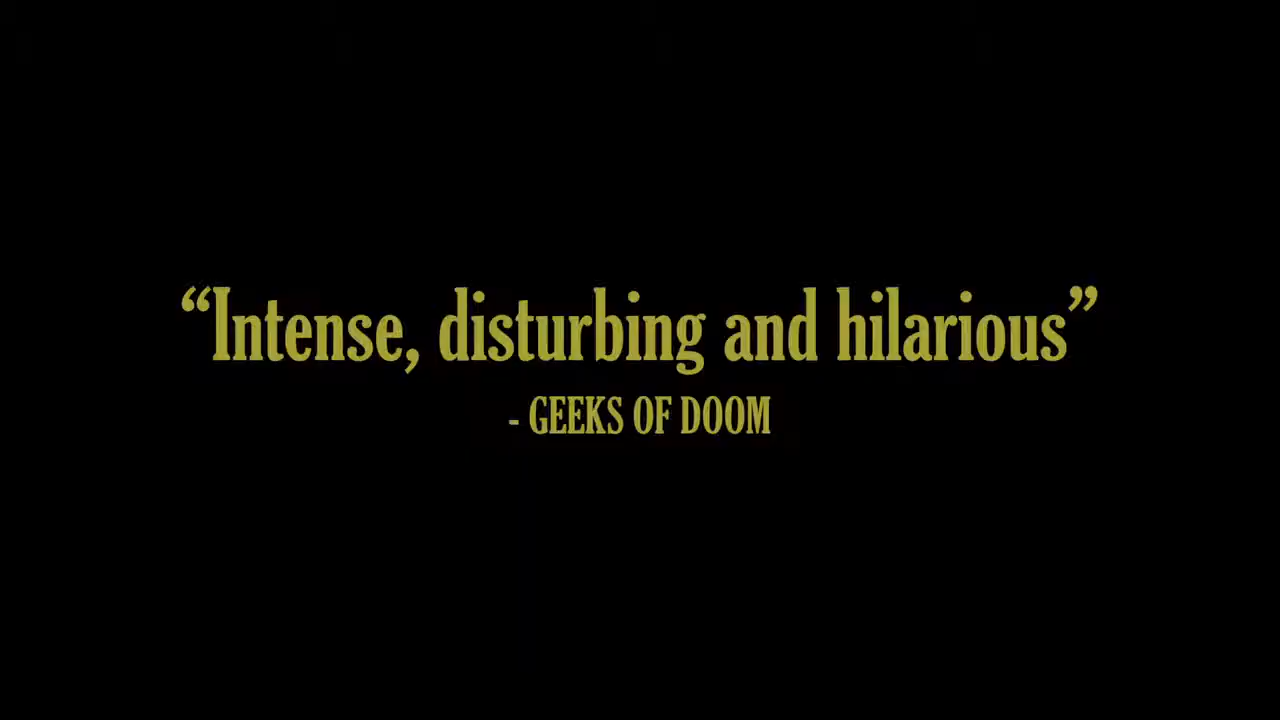 “Intense, disturbing and hilarious”
- GEEKS OF DOOM